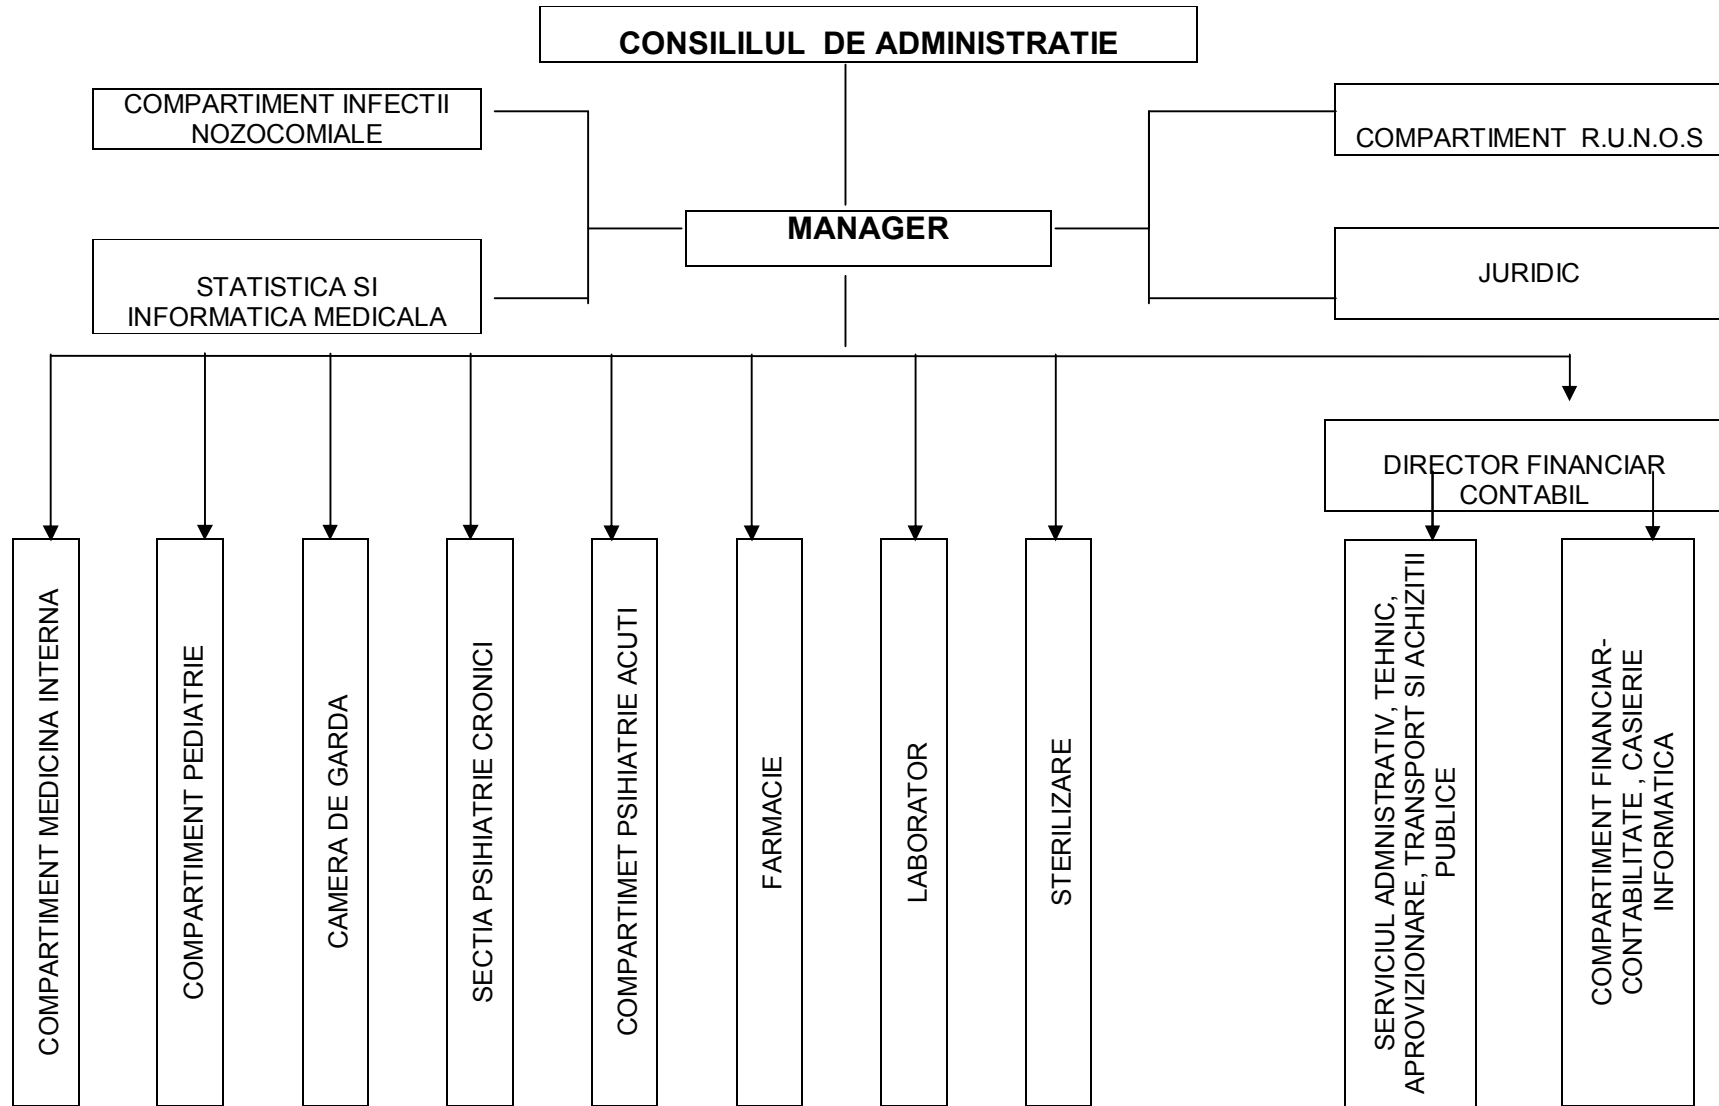 CONSILILUL DE ADMINISTRATIE
COMPARTIMENT INFECTII
NOZOCOMIALE
COMPARTIMENT R.U.N.O.S
MANAGER
STATISTICA SI
INFORMATICA MEDICALA
JURIDIC
DIRECTOR FINANCIAR
CONTABIL
COMPARTIMENT MEDICINA INTERNA
COMPARTIMENT PEDIATRIE
CAMERA DE GARDA
SECTIA PSIHIATRIE CRONICI
COMPARTIMET PSIHIATRIE ACUTI
FARMACIE
LABORATOR
STERILIZARE
SERVICIUL ADMNISTRATIV, TEHNIC,
APROVIZIONARE, TRANSPORT SI ACHIZITII
PUBLICE
COMPARTIMENT FINANCIAR-
CONTABILITATE , CASIERIE
INFORMATICA